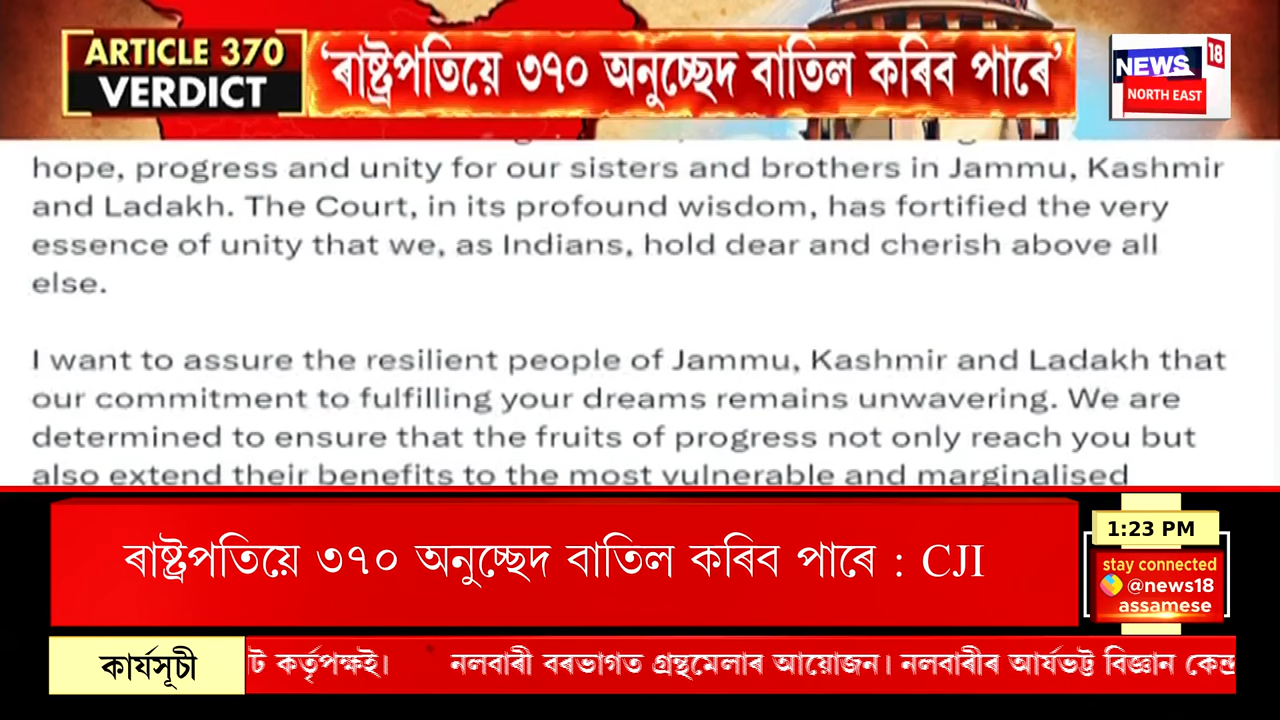 ARTICLE 370
VERDICT
‘ৰাষ্ট্ৰপতিয়ে ৩৭০ অনুচ্ছেদ বাতিল কৰিব পাৰে’
NEWS 18
NORTH EAST
hope, progress and unity for our sisters and brothers in Jammu, Kashmir
and Ladakh. The Court, in its profound wisdom, has fortified the very
essence of unity that we, as Indians, hold dear and cherish above all
else.
I want to assure the resilient people of Jammu, Kashmir and Ladakh that
our commitment to fulfilling your dreams remains unwavering. We are
determined to ensure that the fruits of progress not only reach you but
also extend their benefits to the most vulnerable and marginalised
ৰাষ্ট্ৰপতিয়ে ৩৭০ অনুচ্ছেদ বাতিল কৰিব পাৰে : CJI
1:23 PM
stay connected
@news18
assamese
কাৰ্যসূচী
কৰ্তৃপক্ষই। নলবাৰী বৰভাগত গ্ৰন্থমেলাৰ আয়োজন। নলবাৰীৰ আৰ্যভট্ট বিজ্ঞান কেন্দ্ৰ